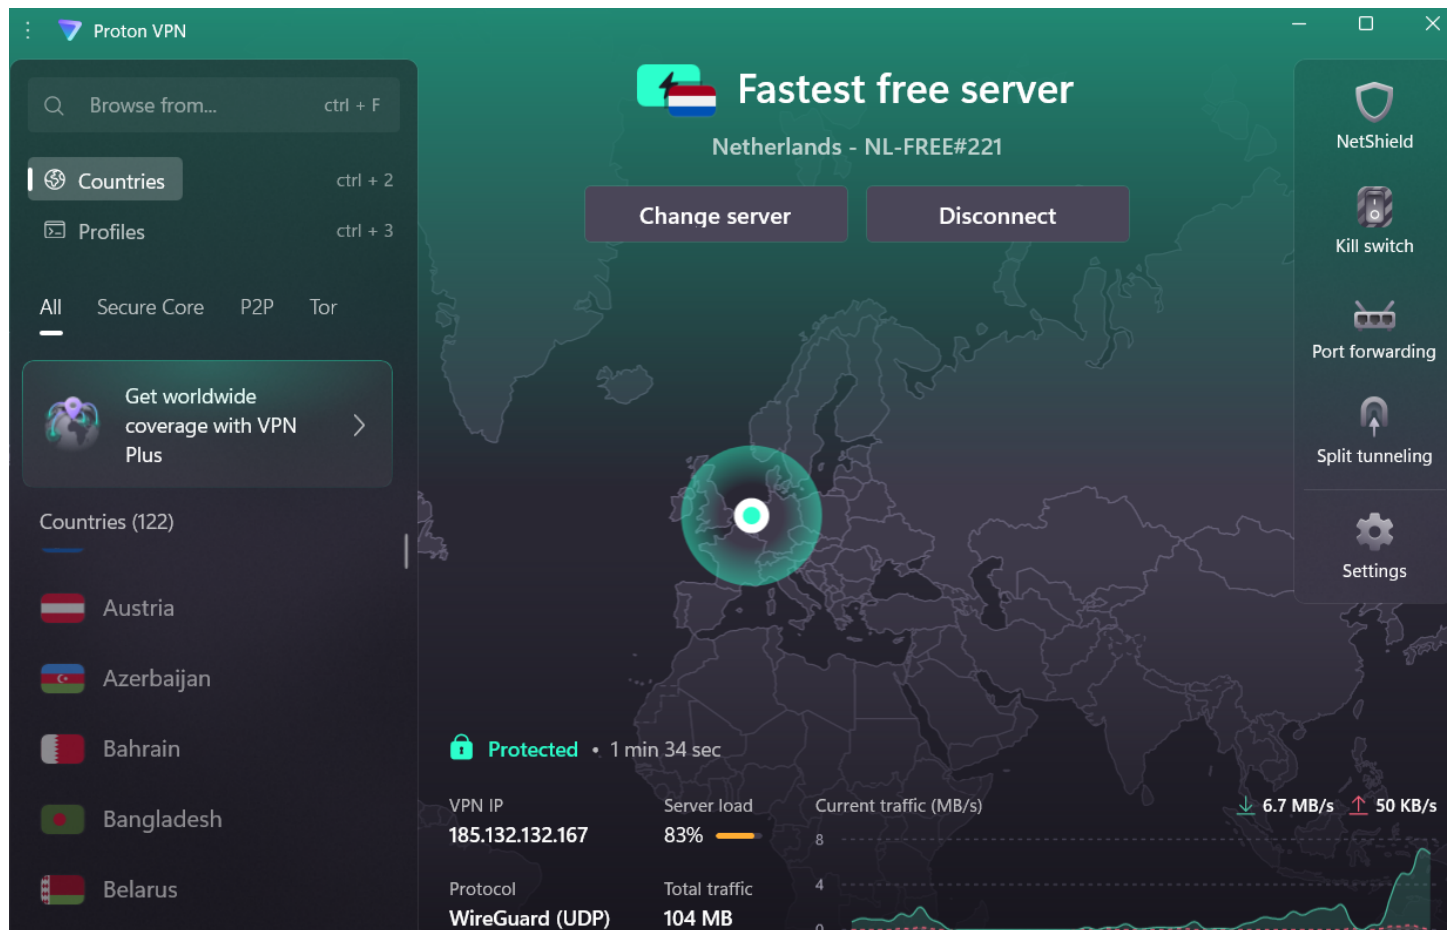 Proton VPN
Browse from...
ctrl + F
Countries
ctrl + 2
Profiles
ctrl + 3
All
Secure Core
P2P
Tor
Get worldwide
coverage with VPN
Plus
Countries (122)
Austria
Azerbaijan
Bahrain
Bangladesh
Belarus
Fastest free server
Netherlands - NL-FREE#221
Change server
Disconnect
Protected • 1 min 34 sec
VPN IP
185.132.132.167
Server load
83%
Protocol
WireGuard (UDP)
Total traffic
104 MB
Current traffic (MB/s)
6.7 MB/s
50 KB/s
8
4
0
NetShield
Kill switch
Port forwarding
Split tunneling
Settings